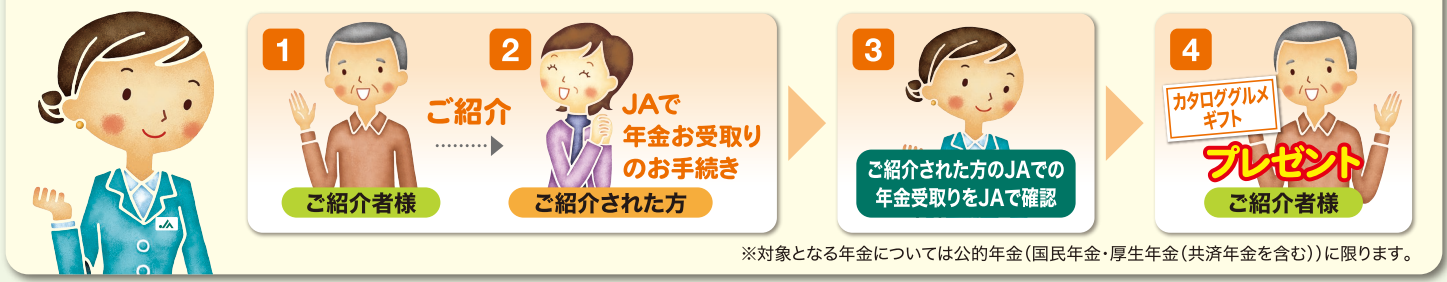 1
ご紹介
ご紹介者様
2
JAで
年金お受取り
のお手続き
ご紹介された方
3
ご紹介された方のJAでの
年金受取りをJAで確認
4
カタロググルメ
ギフト
プレゼント
ご紹介者様
JA
※対象となる年金については公的年金(国民年金・厚生年金(共済年金を含む))に限ります。